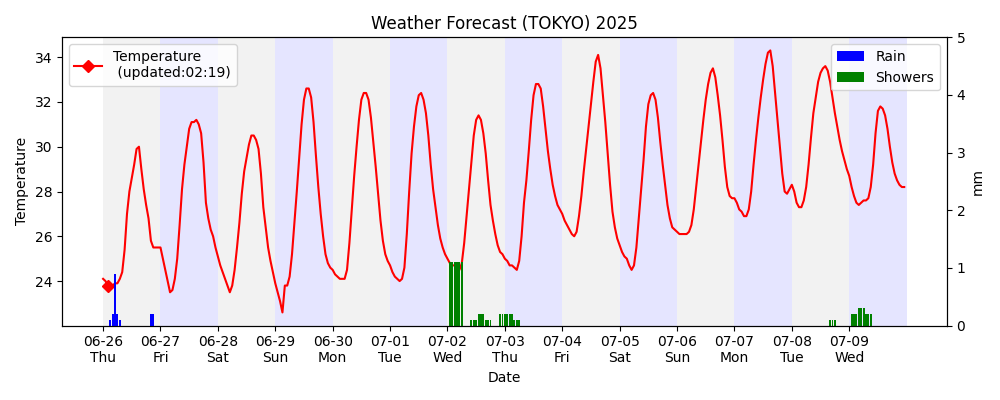 Weather Forecast (TOKYO) 2025
Temperature
(updated:02:19)
Rain
Showers
Temperature
34
32
30
28
26
24
5
4
3
2
1
0
mm
06-26 06-27 06-28 06-29 06-30 07-01 07-02 07-03 07-04 07-05 07-06 07-07 07-08 07-09
Thu Fri Sat Sun Mon Tue Wed Thu Fri Sat Sun Mon Tue Wed
Date